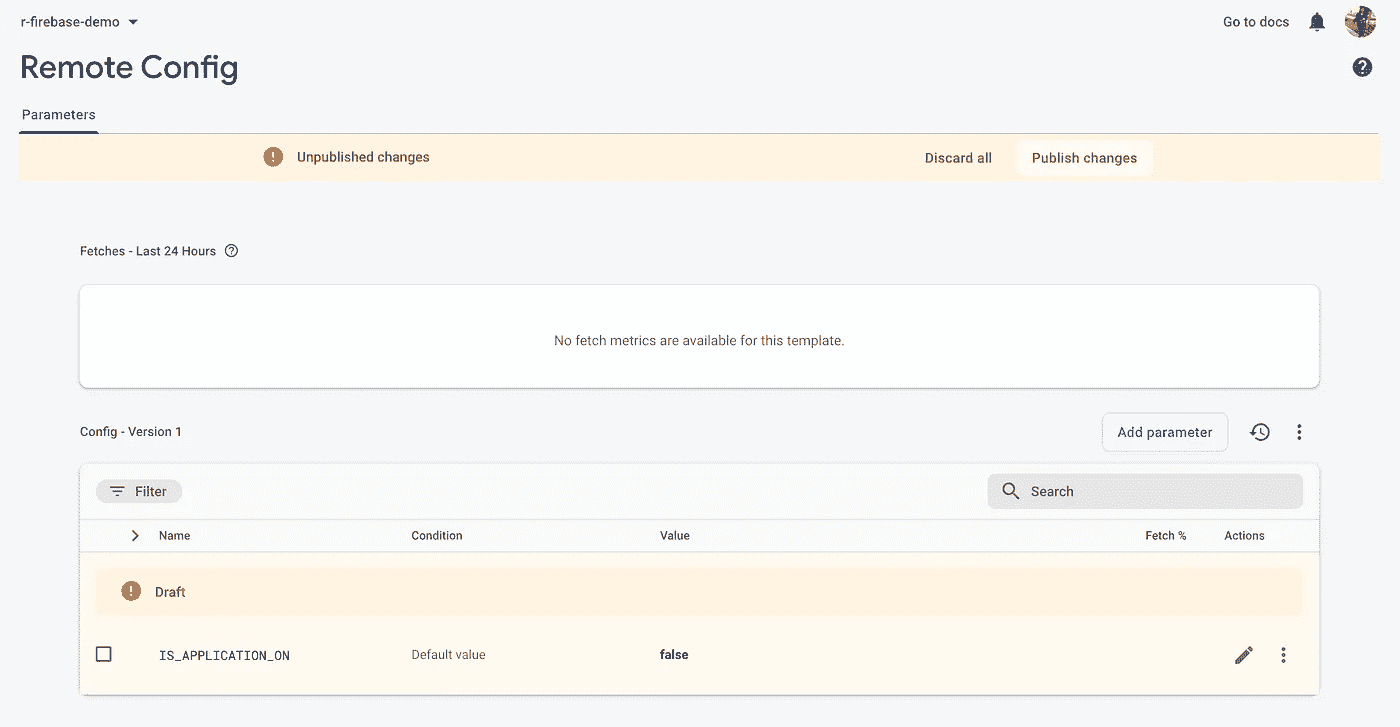 r-firebase-demo
Go to docs
Remote Config
Parameters
Unpublished changes
Discard all
Publish changes
Fetches - Last 24 Hours
No fetch metrics are available for this template.
Config - Version 1
Add parameter
Filter
Search
Name Condition Value Fetch % Actions
Draft
IS_APPLICATION_ON Default value false